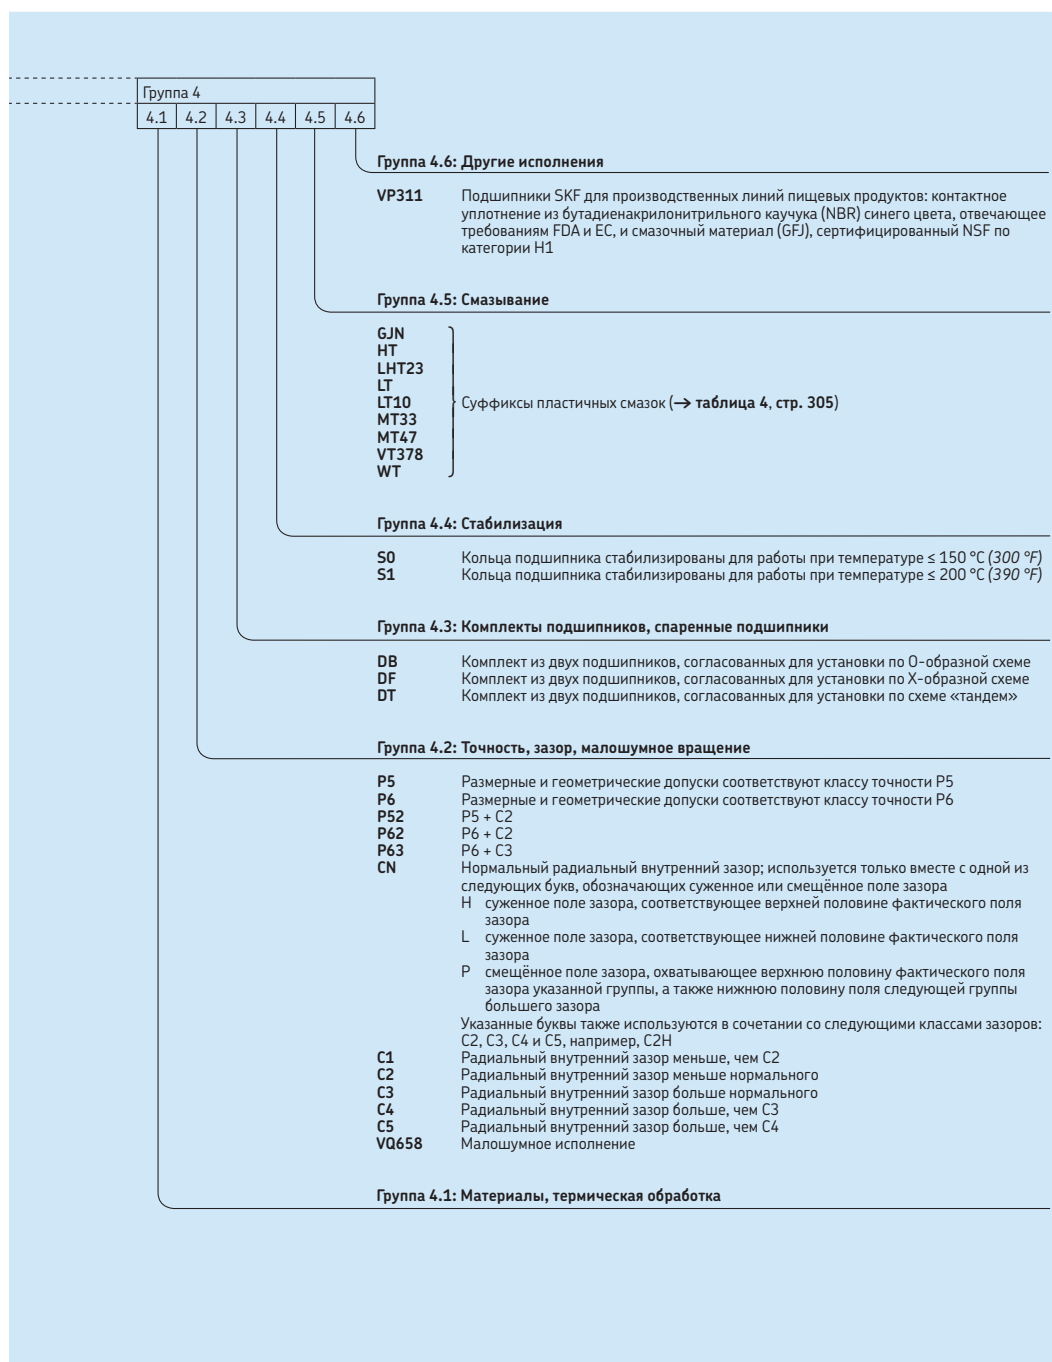 Группа 4
4.1 4.2 4.3 4.4 4.5 4.6
Группа 4.6: Другие исполнения
VP311 Подшипники SKF для производственных линий пищевых продуктов: контактное
уплотнение из бутадиенакрилонитрильного каучука (NBR) синего цвета, отвечающее
требованиям FDA и ЕС, и смазочный материал (GFJ), сертифицированный NSF по
категории H1
Группа 4.5: Смазывание
GJN
HT
LHT23
LT
LT10 Суффиксы пластичных смазок (→ таблица 4, стр. 305)
MT33
MT47
VT378
WT
Группа 4.4: Стабилизация
S0 Кольца подшипника стабилизированы для работы при температуре ≤ 150 °C (300 °F)
S1 Кольца подшипника стабилизированы для работы при температуре ≤ 200 °C (390 °F)
Группа 4.3: Комплекты подшипников, спаренные подшипники
DB Комплект из двух подшипников, согласованных для установки по О-образной схеме
DF Комплект из двух подшипников, согласованных для установки по Х-образной схеме
DT Комплект из двух подшипников, согласованных для установки по схеме «тандем»
Группа 4.2: Точность, зазор, малошумное вращение
P5 Размерные и геометрические допуски соответствуют классу точности P5
P6 Размерные и геометрические допуски соответствуют классу точности P6
P52 P5 + C2
P62 P6 + C2
P63 P6 + C3
CN Нормальный радиальный внутренний зазор; используется только вместе с одной из
следующих букв, обозначающих суженное или смещённое поле зазора
H суженное поле зазора, соответствующее верхней половине фактического поля
зазора
L суженное поле зазора, соответствующее нижней половине фактического поля
зазора
P смещённое поле зазора, охватывающее верхнюю половину фактического поля
зазора указанной группы, а также нижнюю половину поля следующей группы
большего зазора
Указанные буквы также используются в сочетании со следующими классами зазоров:
C2, C3, C4 и C5, например, C2H
C1 Радиальный внутренний зазор меньше, чем C2
C2 Радиальный внутренний зазор меньше нормального
C3 Радиальный внутренний зазор больше нормального
C4 Радиальный внутренний зазор больше, чем C3
C5 Радиальный внутренний зазор больше, чем C4
VQ658 Малошумное исполнение
Группа 4.1: Материалы, термическая обработка